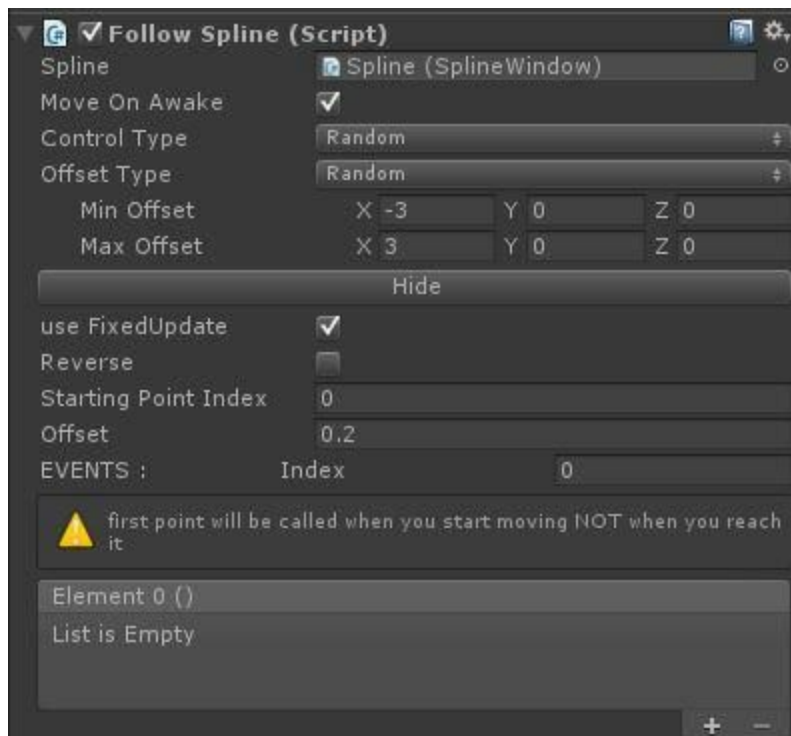 Follow Spline (Script)
Spline Spline (SplineWindow)
Move On Awake
Control Type Random
Offset Type Random
Min Offset X -3 Y 0 Z 0
Max Offset X 3 Y 0 Z 0
Hide
use FixedUpdate
Reverse
Starting Point Index 0
Offset 0.2
EVENTS : Index 0
first point will be called when you start moving NOT when you reach
it
Element 0 ()
List is Empty